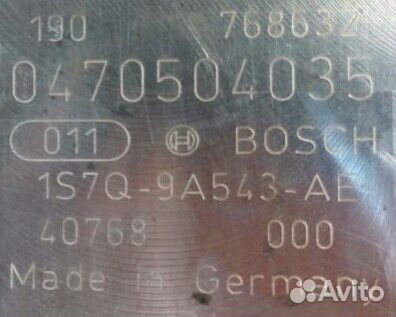 190 768632
0470504035
011 BOSCH
1S7Q-9A543-AE
40768 000
Made in Germany
Avito